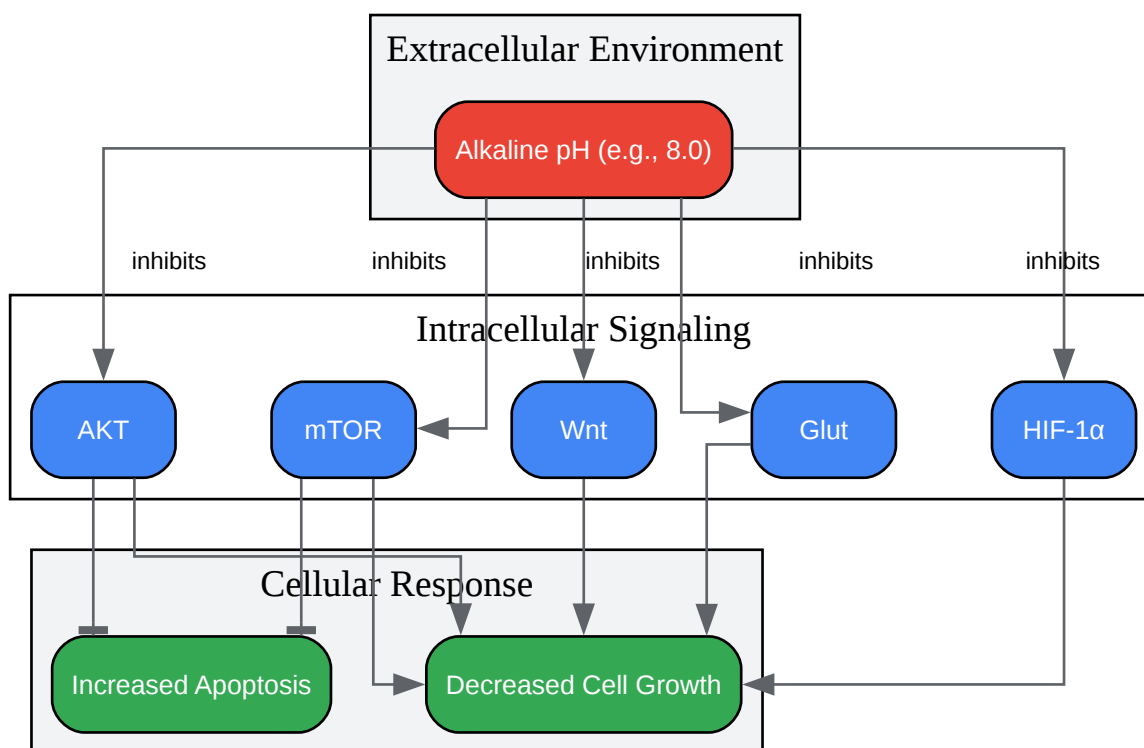 Extracellular Environment
Alkaline pH (e.g., 8.0)
inhibits
inhibits
inhibits
inhibits
inhibits
Intracellular Signaling
AKT
mTOR
Wnt
Glut
HIF-1α
Cellular Response
Increased Apoptosis
Decreased Cell Growth